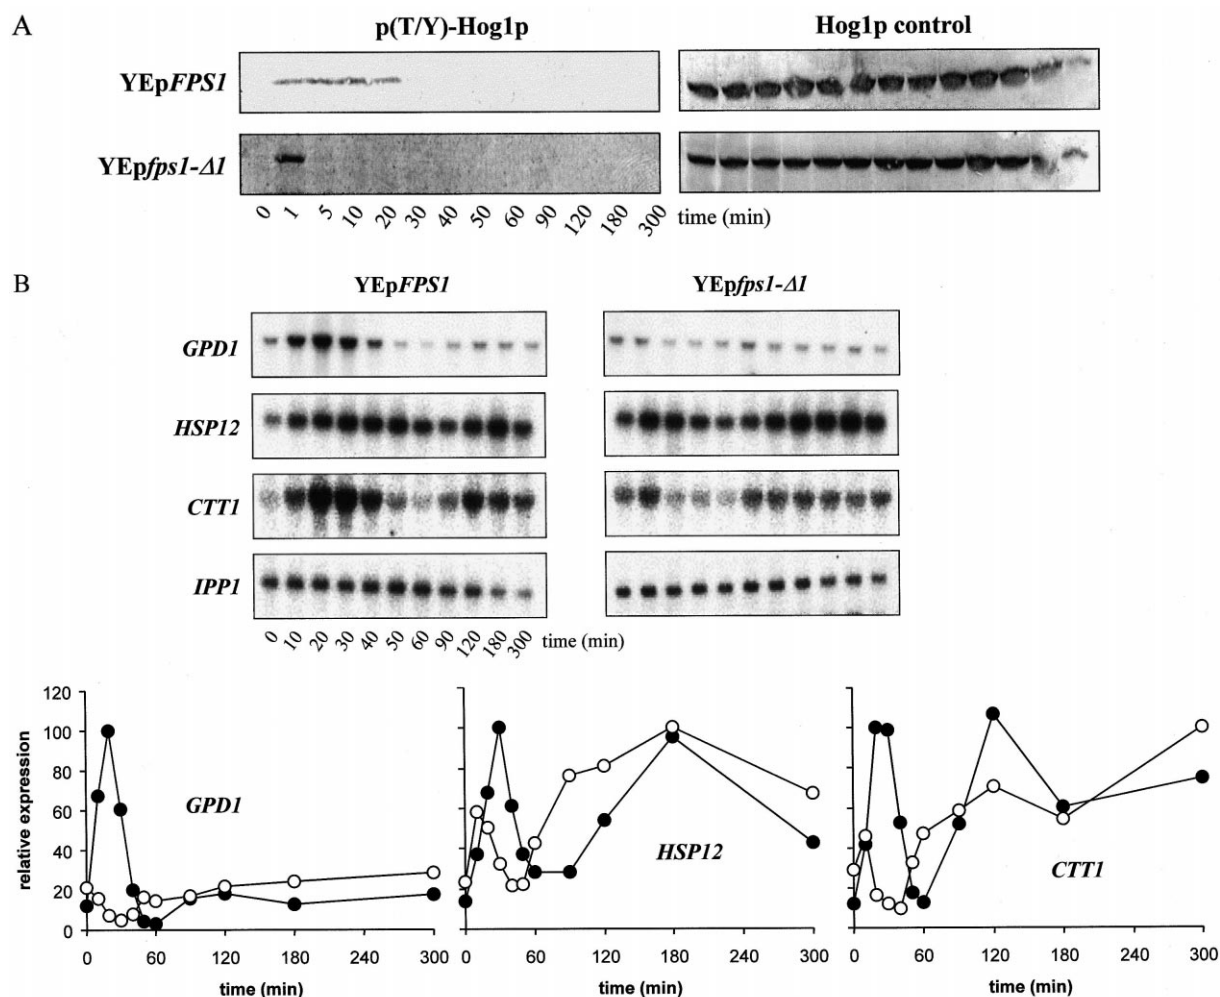 A
p(T/Y)-Hog1p
Hog1p control
YEpFPS1
YEpfps1-Δ1
0 1 5 10 20 30 40 50 60 90 120 180 300 time (min)
B
YEpFPS1
YEpfps1-Δ1
GPD1
HSP12
CTT1
IPP1
0 10 20 30 40 50 60 90 120 180 300 time (min)
relative expression
120
100
80
60
40
20
0
GPD1
HSP12
CTT1
0 60 120 180 240 300
0 60 120 180 240 300
0 60 120 180 240 300
time (min)
time (min)
time (min)